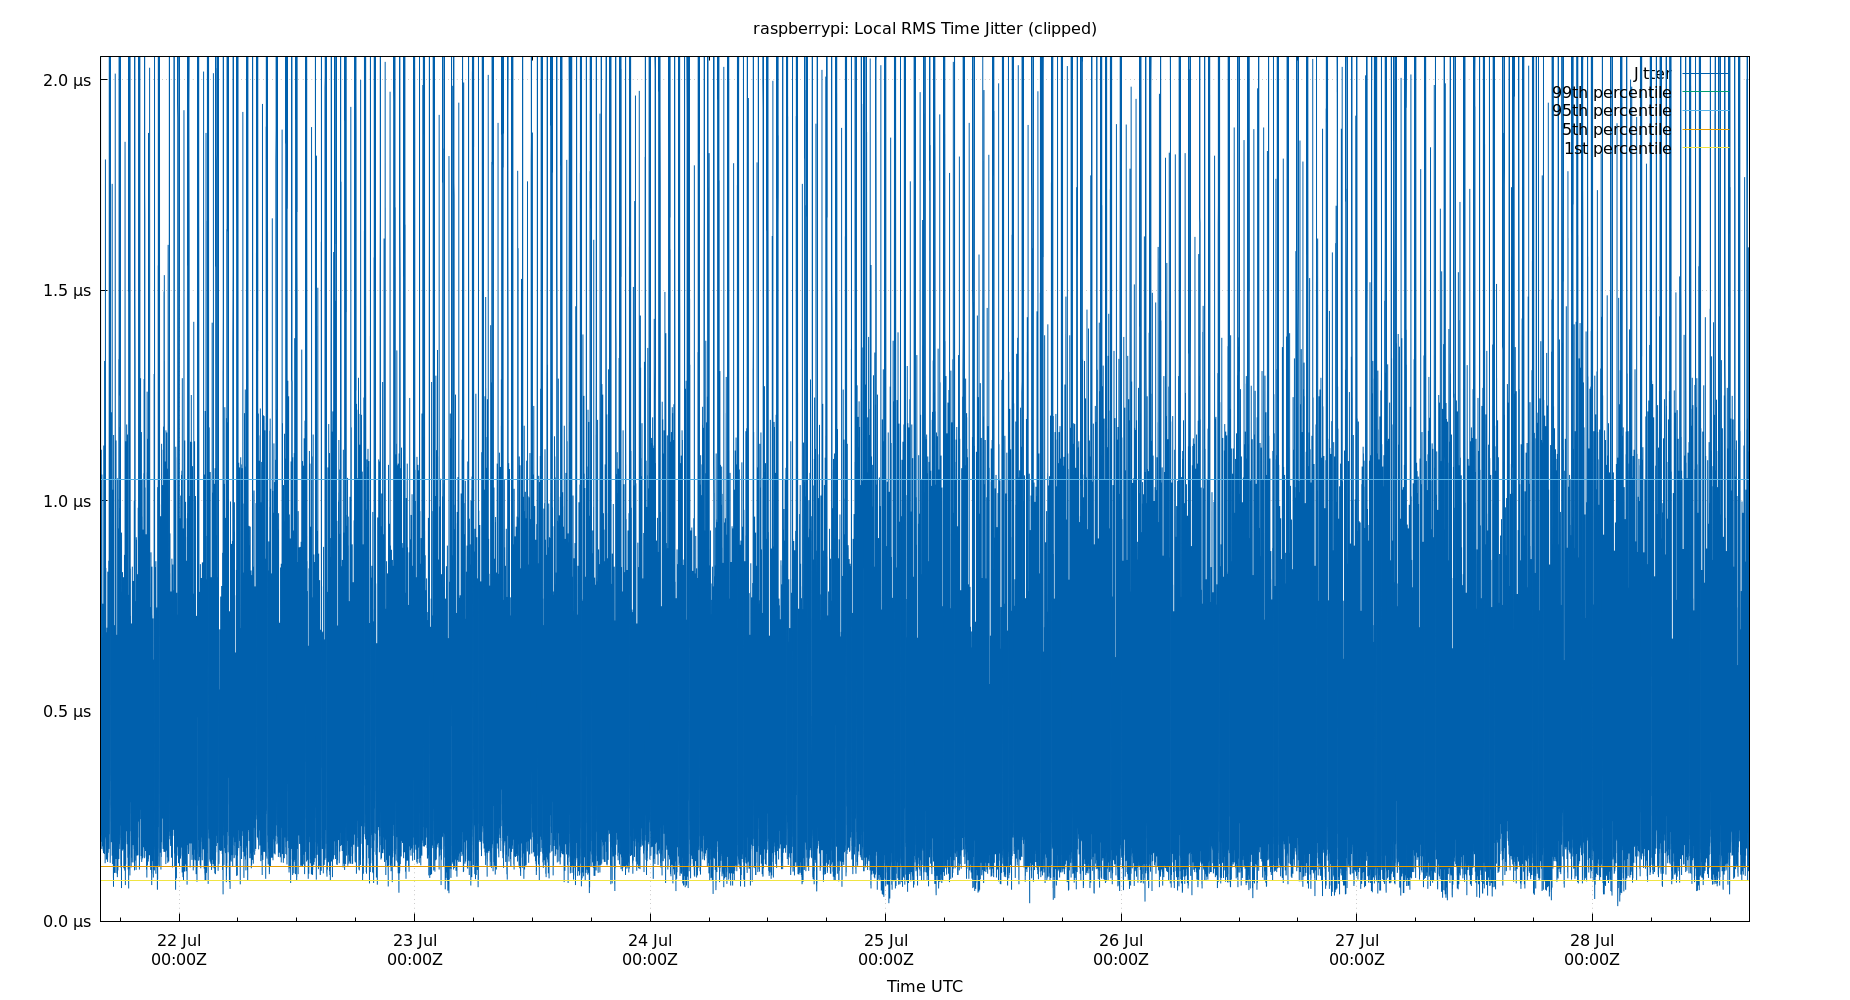 raspberrypi: Local RMS Time Jitter (clipped)
Jitter
99th percentile
95th percentile
5th percentile
1st percentile
2.0 μs
1.5 μs
1.0 μs
0.5 μs
0.0 μs
22 Jul
00:00Z
23 Jul
00:00Z
24 Jul
00:00Z
25 Jul
00:00Z
26 Jul
00:00Z
27 Jul
00:00Z
28 Jul
00:00Z
Time UTC